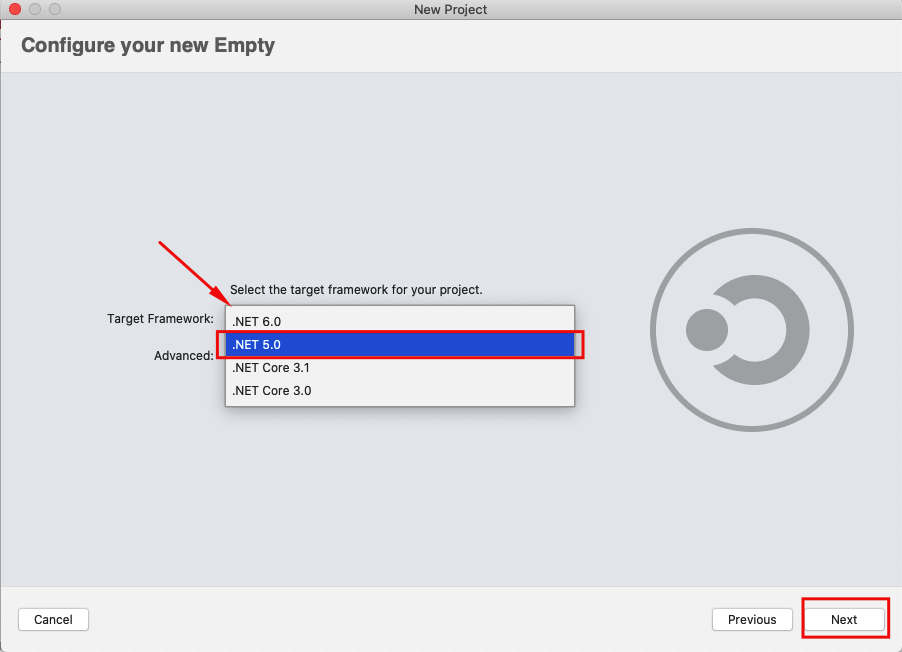 New Project
Configure your new Empty
Select the target framework for your project.
Target Framework:
.NET 6.0
.NET 5.0
Advanced:
.NET Core 3.1
.NET Core 3.0
Cancel
Previous
Next